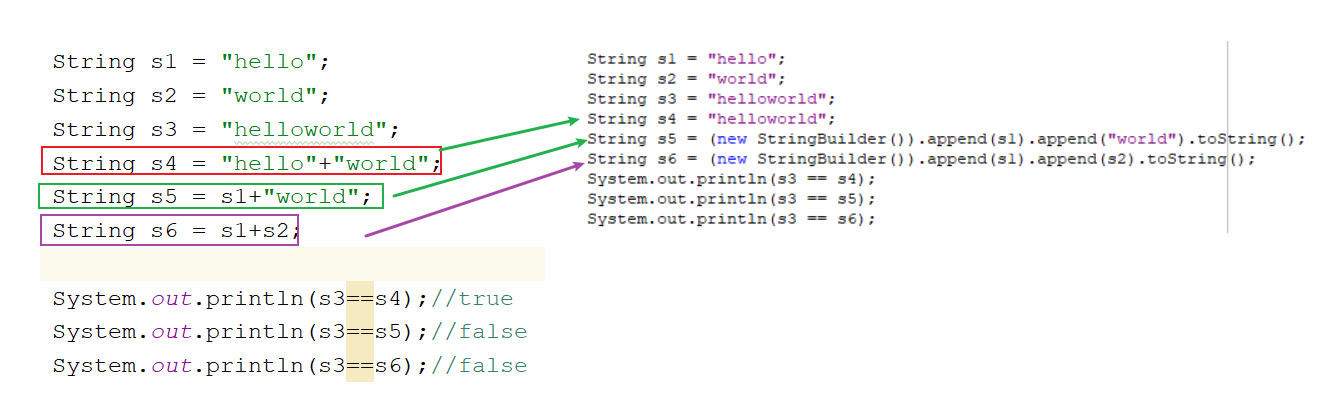 String s1 = "hello";
String s2 = "world";
String s3 = "helloworld";
String s4 = "hello"+"world";
String s5 = s1+"world";
String s6 = s1+s2;
System.out.println(s3==s4);//true
System.out.println(s3==s5);//false
System.out.println(s3==s6);//false
String s1 = "hello";
String s2 = "world";
String s3 = "helloworld";
String s4 = "helloworld";
String s5 = (new StringBuilder()).append(s1).append("world").toString();
String s6 = (new StringBuilder()).append(s1).append(s2).toString();
System.out.println(s3 == s4);
System.out.println(s3 == s5);
System.out.println(s3 == s6);